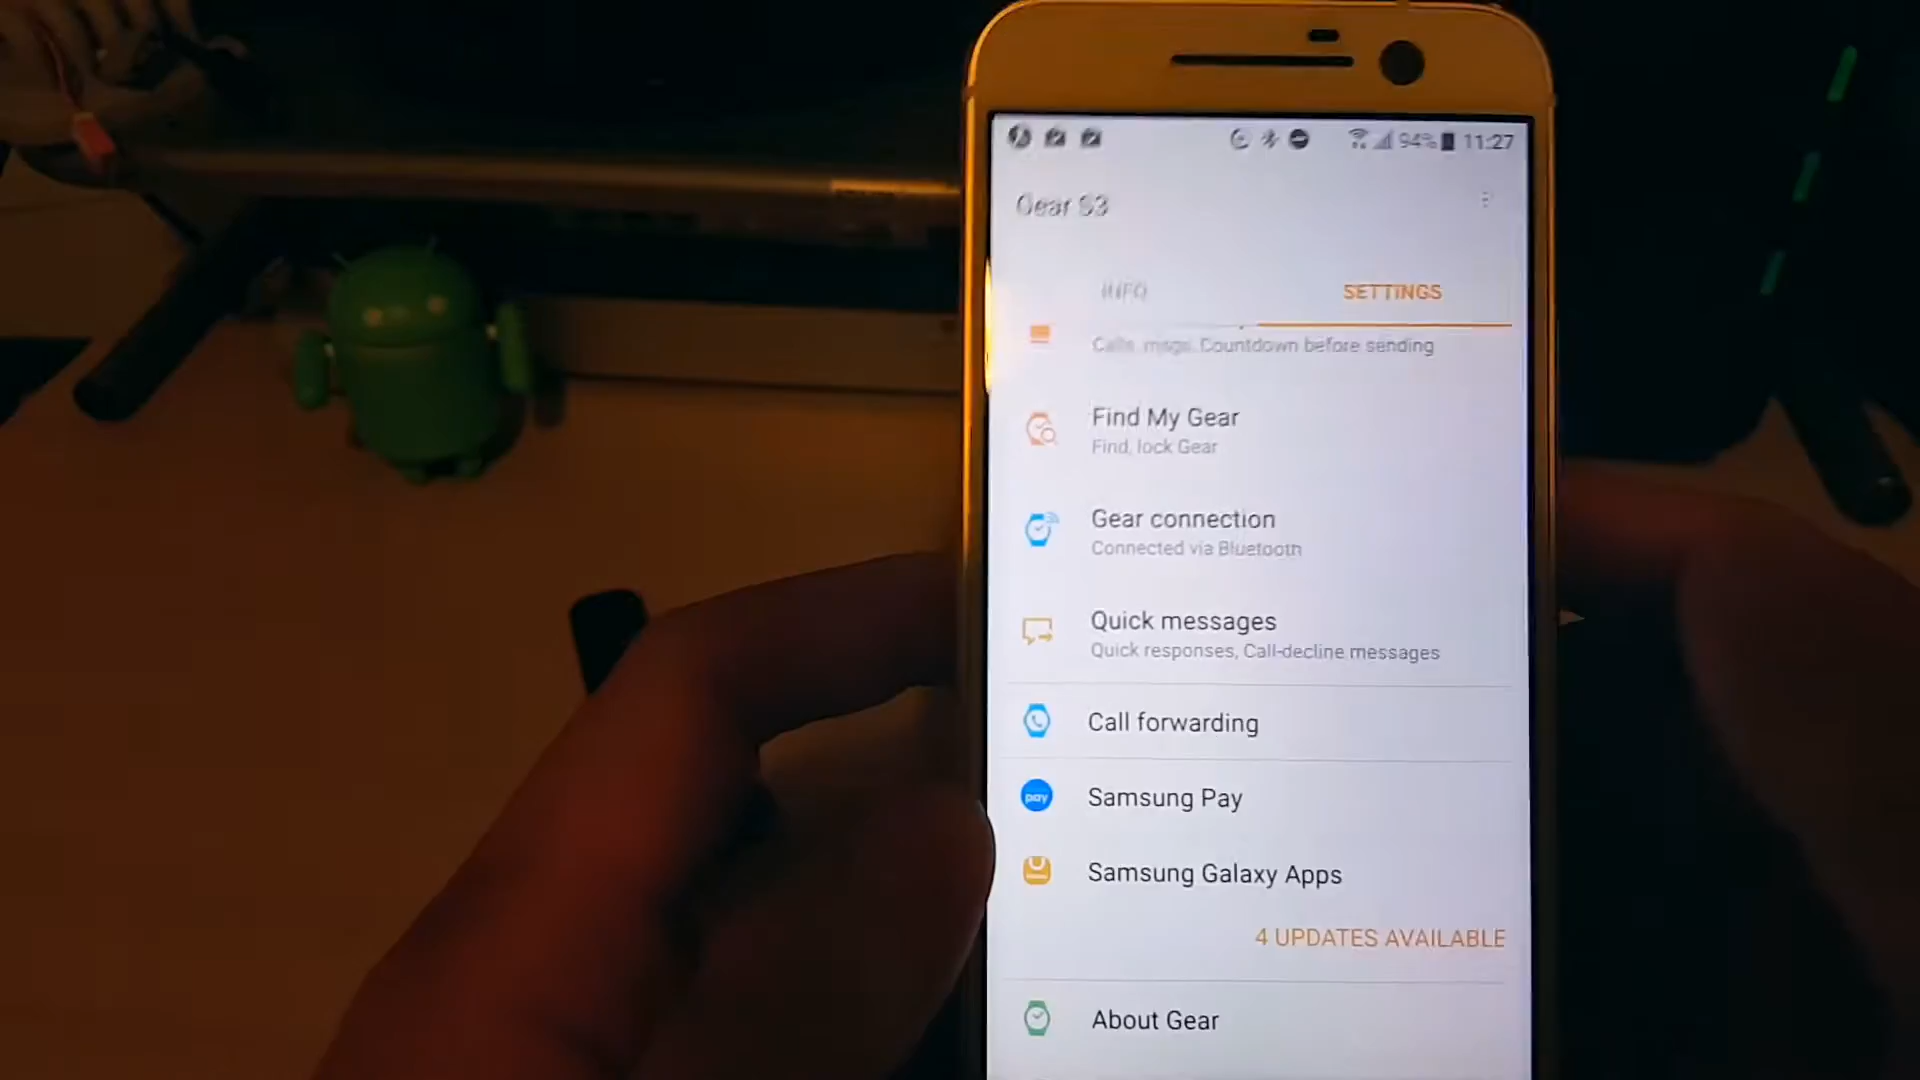 94% 11:27
Gear S3
INFO SETTINGS
Calls, msgs, Countdown before sending
Find My Gear
Find, lock Gear
Gear connection
Connected via Bluetooth
Quick messages
Quick responses, Call-decline messages
Call forwarding
pay
Samsung Pay
Samsung Galaxy Apps
4 UPDATES AVAILABLE
About Gear